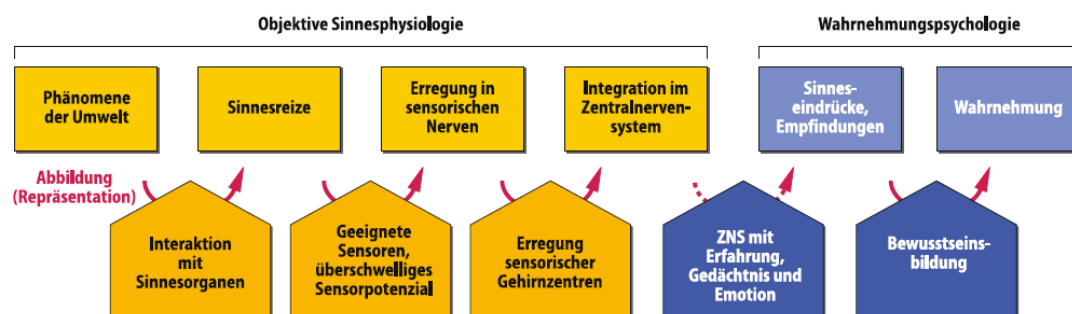 Objektive Sinnesphysiologie
Wahrnehmungspsychologie
Phänomene
der Umwelt
Sinnesreize
Erregung in
sensorischen
Nerven
Integration im
Zentralnerven-
system
Sinnes-
eindrücke,
Empfindungen
Wahrnehmung
Abbildung
(Repräsentation)
Interaktion
mit
Sinnesorganen
Geeignete
Sensoren,
überschwelliges
Sensorpotenzial
Erregung
sensorischer
Gehirnzentren
ZNS mit
Erfahrung,
Gedächtnis und
Emotion
Bewusstseins-
bildung